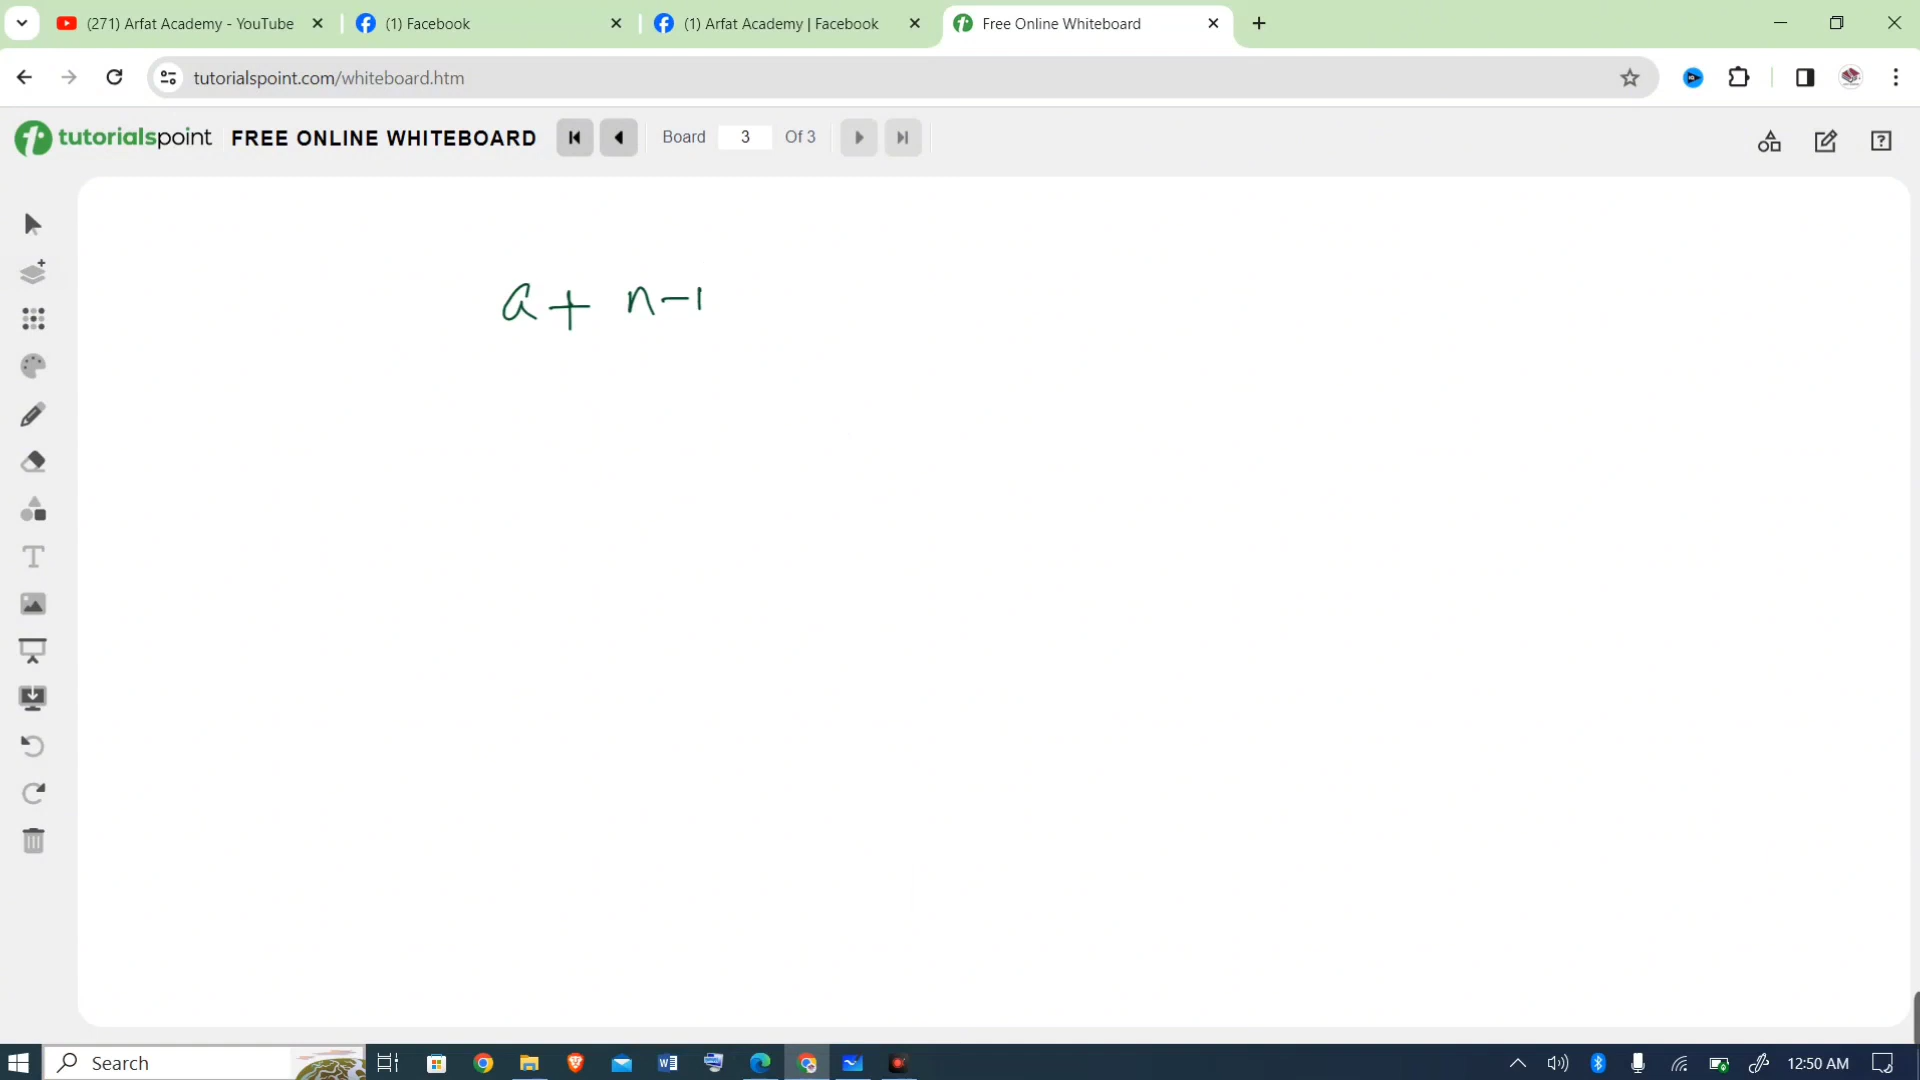 (271) Arfat Academy - YouTube (1) Facebook (1) Arfat Academy | Facebook Free Online Whiteboard
tutorialspoint.com/whiteboard.htm
tutorialspoint FREE ONLINE WHITEBOARD Board 3 Of 3
a + n-1
Search 12:50 AM